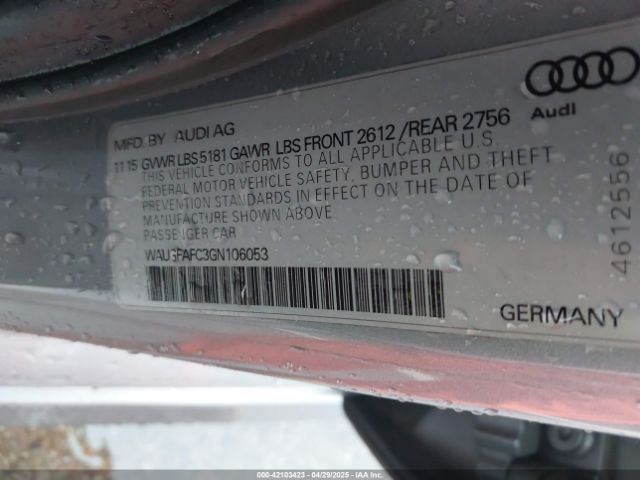 Audi
MFD. BY AUDI AG
11 15 GVWR LBS 5181 GAWR LBS FRONT 2612 / REAR 2756
THIS VEHICLE CONFORMS TO ALL APPLICABLE U.S.
FEDERAL MOTOR VEHICLE SAFETY, BUMPER AND THEFT
PREVENTION STANDARDS IN EFFECT ON THE DATE OF
MANUFACTURE SHOWN ABOVE
PASSENGER CAR
WAU3FAFC3GN106053
4612556
GERMANY
000-42103423 - 04/29/2025 - IAA Inc.